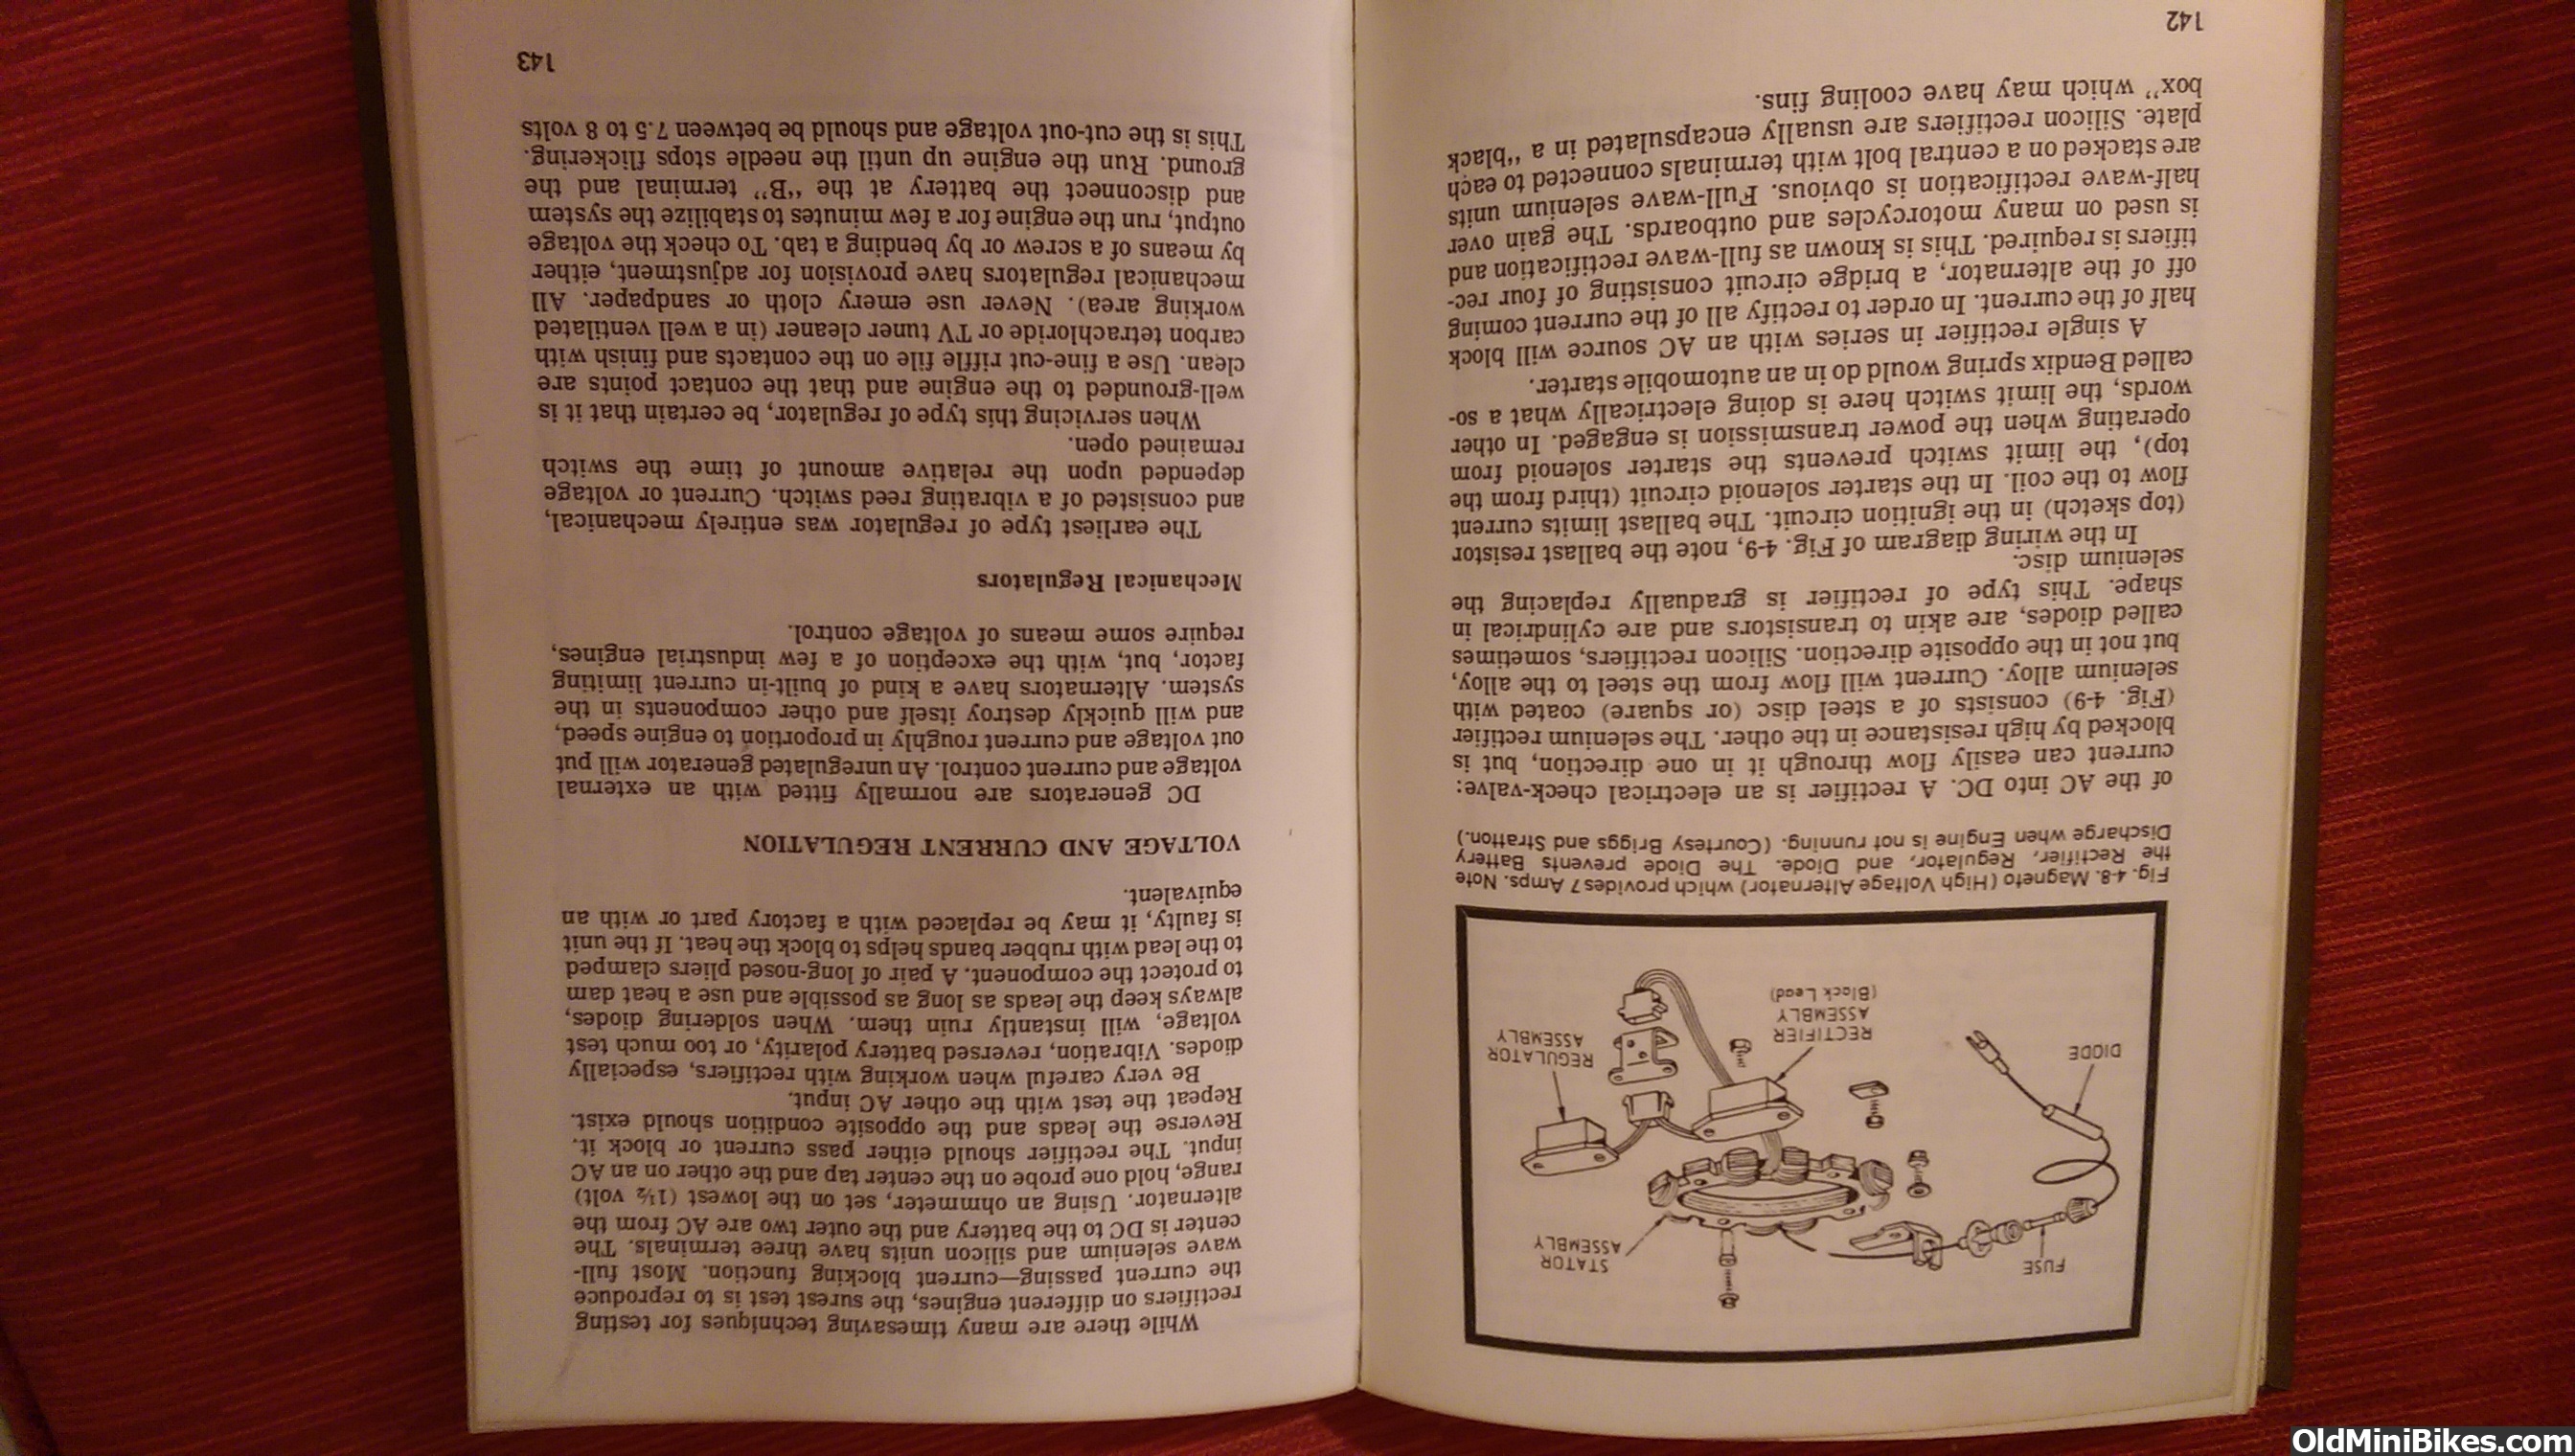 FUSE
STATOR
ASSEMBLY
DIODE
RECTIFIER
ASSEMBLY
(Block Lead)
REGULATOR
ASSEMBLY
Fig. 4-8. Magneto (High Voltage Alternator) which provides 7 Amps. Note
the Rectifier, Regulator, and Diode. The Diode prevents Battery
Discharge when Engine is not running. (Courtesy Briggs and Stratton.)
of the AC into DC. A rectifier is an electrical check-valve:
current can easily flow through it in one direction, but is
blocked by high resistance in the other. The selenium rectifier
(Fig. 4-9) consists of a steel disc (or square) coated with
selenium alloy. Current will flow from the steel to the alloy,
but not in the opposite direction. Silicon rectifiers, sometimes
called diodes, are akin to transistors and are cylindrical in
shape. This type of rectifier is gradually replacing the
selenium disc.
In the wiring diagram of Fig. 4-9, note the ballast resistor
(top sketch) in the ignition circuit. The ballast limits current
flow to the coil. In the starter solenoid circuit (third from the
top), the limit switch prevents the starter solenoid from
operating when the power transmission is engaged. In other
words, the limit switch here is doing electrically what a so-
called Bendix spring would do in an automobile starter.
A single rectifier in series with an AC source will block
half of the current. In order to rectify all of the current coming
off of the alternator, a bridge circuit consisting of four rec-
tifiers is required. This is known as full-wave rectification and
is used on many motorcycles and outboards. The gain over
half-wave rectification is obvious. Full-wave selenium units
are stacked on a central bolt with terminals connected to each
plate. Silicon rectifiers are usually encapsulated in a "black
box" which may have cooling fins.
142
While there are many timesaving techniques for testing
rectifiers on different engines, the surest test is to reproduce
the current passing—current blocking function. Most full-
wave selenium and silicon units have three terminals. The
center is DC to the battery and the outer two are AC from the
alternator. Using an ohmmeter, set on the lowest (1½ volt)
range, hold one probe on the center tap and the other on an AC
input. The rectifier should either pass current or block it.
Reverse the leads and the opposite condition should exist.
Repeat the test with the other AC input.
Be very careful when working with rectifiers, especially
diodes. Vibration, reversed battery polarity, or too much test
voltage, will instantly ruin them. When soldering diodes,
always keep the leads as long as possible and use a heat dam
to protect the component. A pair of long-nosed pliers clamped
to the lead with rubber bands helps to block the heat. If the unit
is faulty, it may be replaced with a factory part or with an
equivalent.
VOLTAGE AND CURRENT REGULATION
DC generators are normally fitted with an external
voltage and current control. An unregulated generator will put
out voltage and current roughly in proportion to engine speed,
and will quickly destroy itself and other components in the
system. Alternators have a kind of built-in current limiting
factor, but, with the exception of a few industrial engines,
require some means of voltage control.
Mechanical Regulators
The earliest type of regulator was entirely mechanical,
and consisted of a vibrating reed switch. Current or voltage
depended upon the relative amount of time the switch
remained open.
When servicing this type of regulator, be certain that it is
well-grounded to the engine and that the contact points are
clean. Use a fine-cut riffle file on the contacts and finish with
carbon tetrachloride or TV tuner cleaner (in a well ventilated
working area). Never use emery cloth or sandpaper. All
mechanical regulators have provision for adjustment, either
by means of a screw or by bending a tab. To check the voltage
output, run the engine for a few minutes to stabilize the system
and disconnect the battery at the "B" terminal and the
ground. Run the engine up until the needle stops flickering.
This is the cut-out voltage and should be between 7.5 to 8 volts
143
OldMiniBikes.com